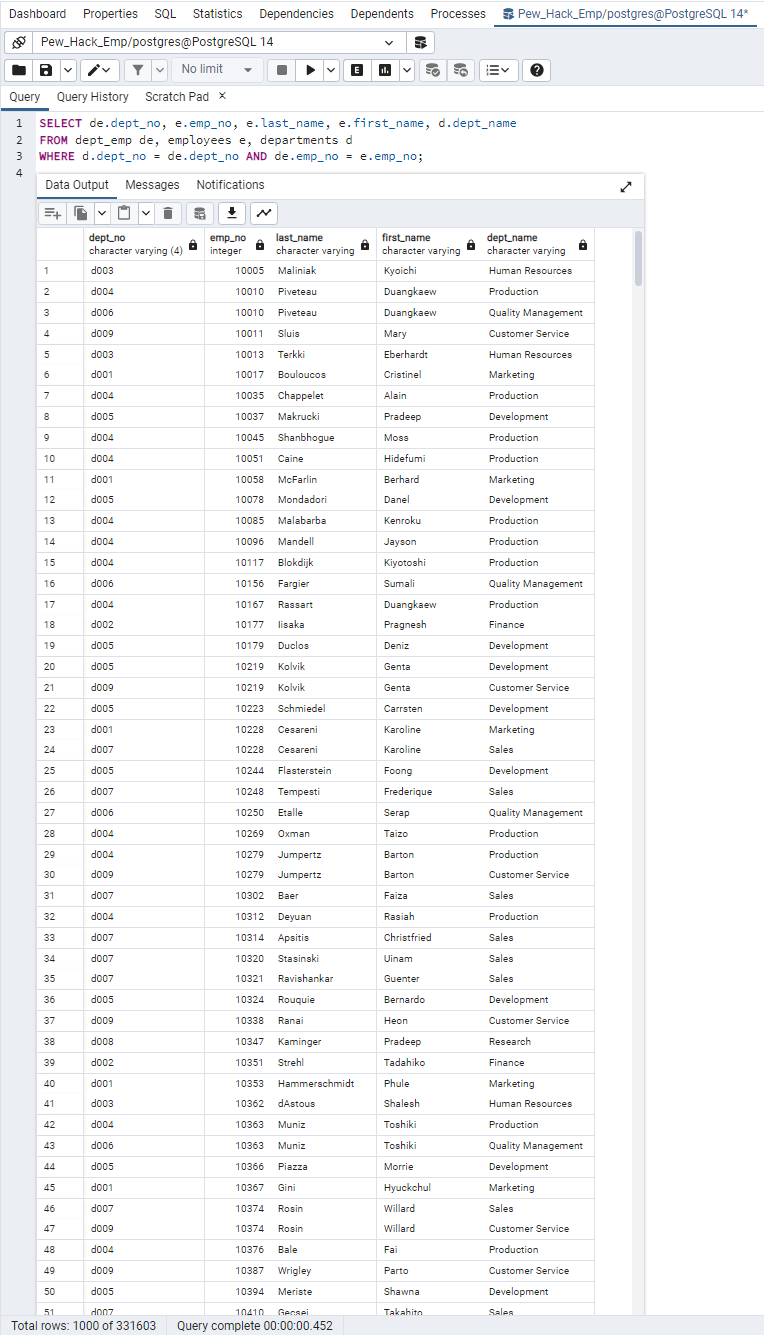 Dashboard Properties SQL Statistics Dependencies Dependents Processes Pew_Hack_Emp/postgres@PostgreSQL 14*
Pew_Hack_Emp/postgres@PostgreSQL 14
No limit E
Query Query History Scratch Pad ×
1 SELECT de.dept_no, e.emp_no, e.last_name, e.first_name, d.dept_name
2 FROM dept_emp de, employees e, departments d
3 WHERE d.dept_no = de.dept_no AND de.emp_no = e.emp_no;
4
Data Output Messages Notifications
dept_no emp_no last_name first_name dept_name
character varying (4) integer character varying character varying character varying
1 d003 10005 Maliniak Kyoichi Human Resources
2 d004 10010 Piveteau Duangkaew Production
3 d006 10010 Piveteau Duangkaew Quality Management
4 d009 10011 Sluis Mary Customer Service
5 d003 10013 Terkki Eberhardt Human Resources
6 d001 10017 Bouloucos Cristinel Marketing
7 d004 10035 Chappelet Alain Production
8 d005 10037 Makrucki Pradeep Development
9 d004 10045 Shanbhogue Moss Production
10 d004 10051 Caine Hidefumi Production
11 d001 10058 McFarlin Berhard Marketing
12 d005 10078 Mondadori Danel Development
13 d004 10085 Malabarba Kenroku Production
14 d004 10096 Mandell Jayson Production
15 d004 10117 Blokdijk Kiyotoshi Production
16 d006 10156 Fargier Sumali Quality Management
17 d004 10167 Rassart Duangkaew Production
18 d002 10177 Iisaka Pragnesh Finance
19 d005 10179 Duclos Deniz Development
20 d005 10219 Kolvik Genta Development
21 d009 10219 Kolvik Genta Customer Service
22 d005 10223 Schmiedel Carrsten Development
23 d001 10228 Cesareni Karoline Marketing
24 d007 10228 Cesareni Karoline Sales
25 d005 10244 Flasterstein Foong Development
26 d007 10248 Tempesti Frederique Sales
27 d006 10250 Etalle Serap Quality Management
28 d004 10269 Oxman Taizo Production
29 d004 10279 Jumpertz Barton Production
30 d009 10279 Jumpertz Barton Customer Service
31 d007 10302 Baer Faiza Sales
32 d004 10312 Deyuan Rasiah Production
33 d007 10314 Apsitis Christfried Sales
34 d007 10320 Stasinski Uinam Sales
35 d007 10321 Ravishankar Guenter Sales
36 d005 10324 Rouquie Bernardo Development
37 d009 10338 Ranai Heon Customer Service
38 d008 10347 Kaminger Pradeep Research
39 d002 10351 Strehl Tadahiko Finance
40 d001 10353 Hammerschmidt Phule Marketing
41 d003 10362 dAstous Shalesh Human Resources
42 d004 10363 Muniz Toshiki Production
43 d006 10363 Muniz Toshiki Quality Management
44 d005 10366 Piazza Morrie Development
45 d001 10367 Gini Hyuckchul Marketing
46 d007 10374 Rosin Willard Sales
47 d009 10374 Rosin Willard Customer Service
48 d004 10376 Bale Fai Production
49 d009 10387 Wrigley Parto Customer Service
50 d005 10394 Meriste Shawna Development
51 d007 10410 Gecsei Takahito Sales
Total rows: 1000 of 331603 Query complete 00:00:00.452